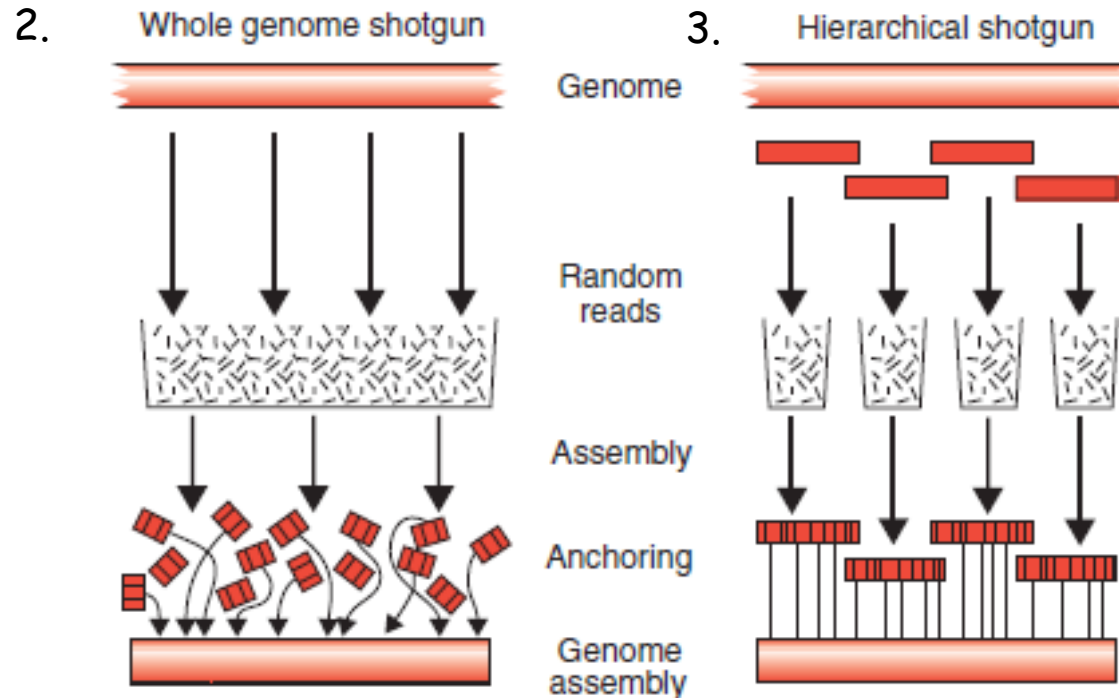 2.
Whole genome shotgun
3.
Hierarchical shotgun
Genome
Random
reads
Assembly
Anchoring
Genome
assembly